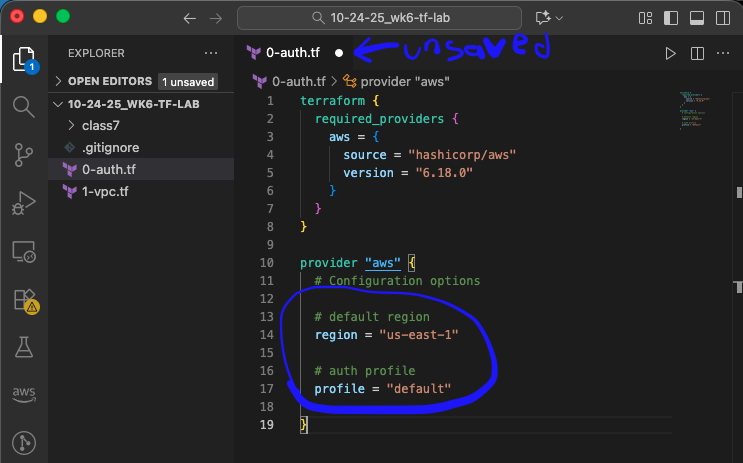 10-24-25_wk6-tf-lab
EXPLORER
OPEN EDITORS 1 unsaved
10-24-25_WK6-TF-LAB
class7
.gitignore
0-auth.tf
1-vpc.tf
1
aws
0-auth.tf
unsaved
0-auth.tf > provider "aws"
1 terraform {
2 required_providers {
3 aws = {
4 source = "hashicorp/aws"
5 version = "6.18.0"
6 }
7 }
8 }
9
10 provider "aws" {
11 # Configuration options
12
13 # default region
14 region = "us-east-1"
15
16 # auth profile
17 profile = "default"
18
19 }